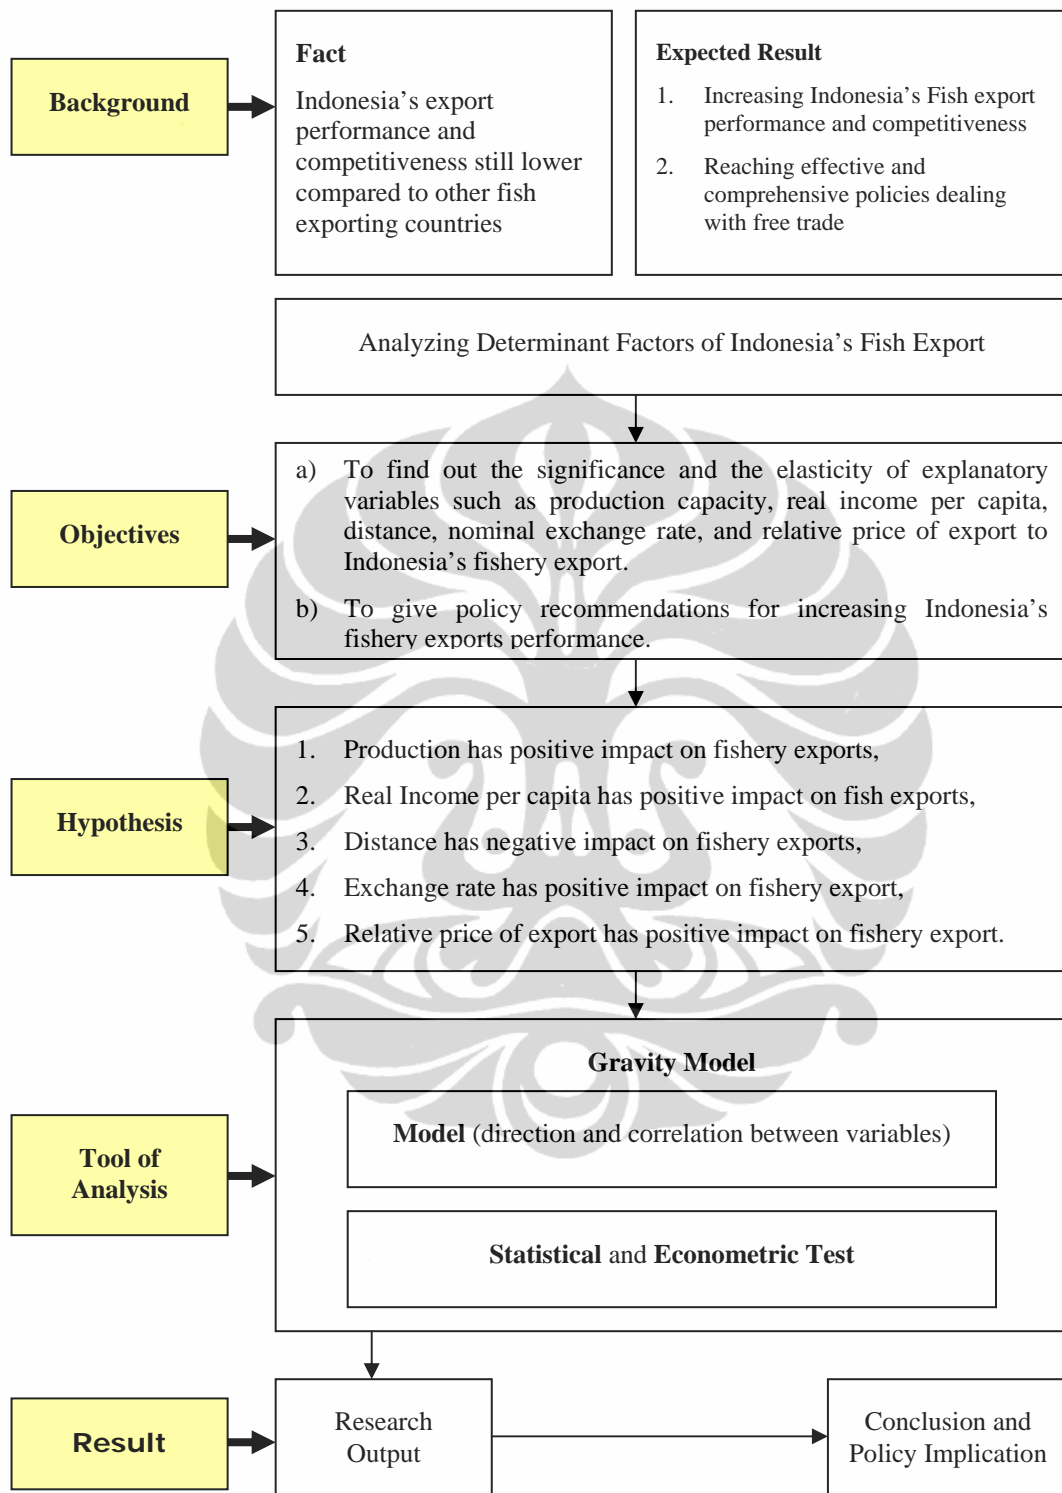 Background
Fact
Indonesia’s export
performance and
competitiveness still lower
compared to other fish
exporting countries
Expected Result
1. Increasing Indonesia’s Fish export
performance and competitiveness
2. Reaching effective and
comprehensive policies dealing
with free trade
Analyzing Determinant Factors of Indonesia’s Fish Export
Objectives
a) To find out the significance and the elasticity of explanatory
variables such as production capacity, real income per capita,
distance, nominal exchange rate, and relative price of export to
Indonesia’s fishery export.
b) To give policy recommendations for increasing Indonesia’s
fishery exports performance.
Hypothesis
1. Production has positive impact on fishery exports,
2. Real Income per capita has positive impact on fish exports,
3. Distance has negative impact on fishery exports,
4. Exchange rate has positive impact on fishery export,
5. Relative price of export has positive impact on fishery export.
Tool of
Analysis
Gravity Model
Model (direction and correlation between variables)
Statistical and Econometric Test
Result
Research
Output
Conclusion and
Policy Implication